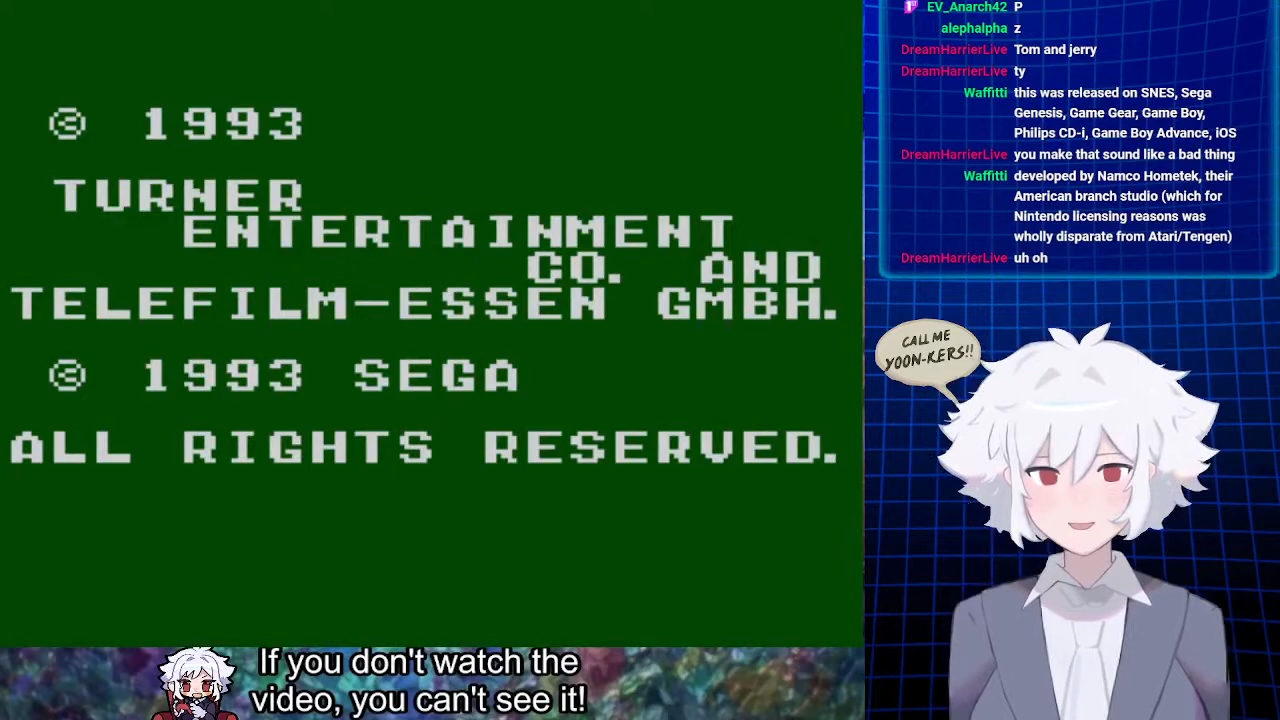 © 1993
TURNER
ENTERTAINMENT
CO. AND
TELEFILM-ESSEN GMBH.
© 1993 SEGA
ALL RIGHTS RESERVED.
If you don't watch the
video, you can't see it!
EV_Anarch42 P
alephalpha z
DreamHarrierLive Tom and jerry
DreamHarrierLive ty
Waffitti this was released on SNES, Sega
Genesis, Game Gear, Game Boy,
Philips CD-i, Game Boy Advance, iOS
DreamHarrierLive you make that sound like a bad thing
Waffitti developed by Namco Hometek, their
American branch studio (which for
Nintendo licensing reasons was
wholly disparate from Atari/Tengen)
DreamHarrierLive uh oh
CALL ME
YOON-KERS!!